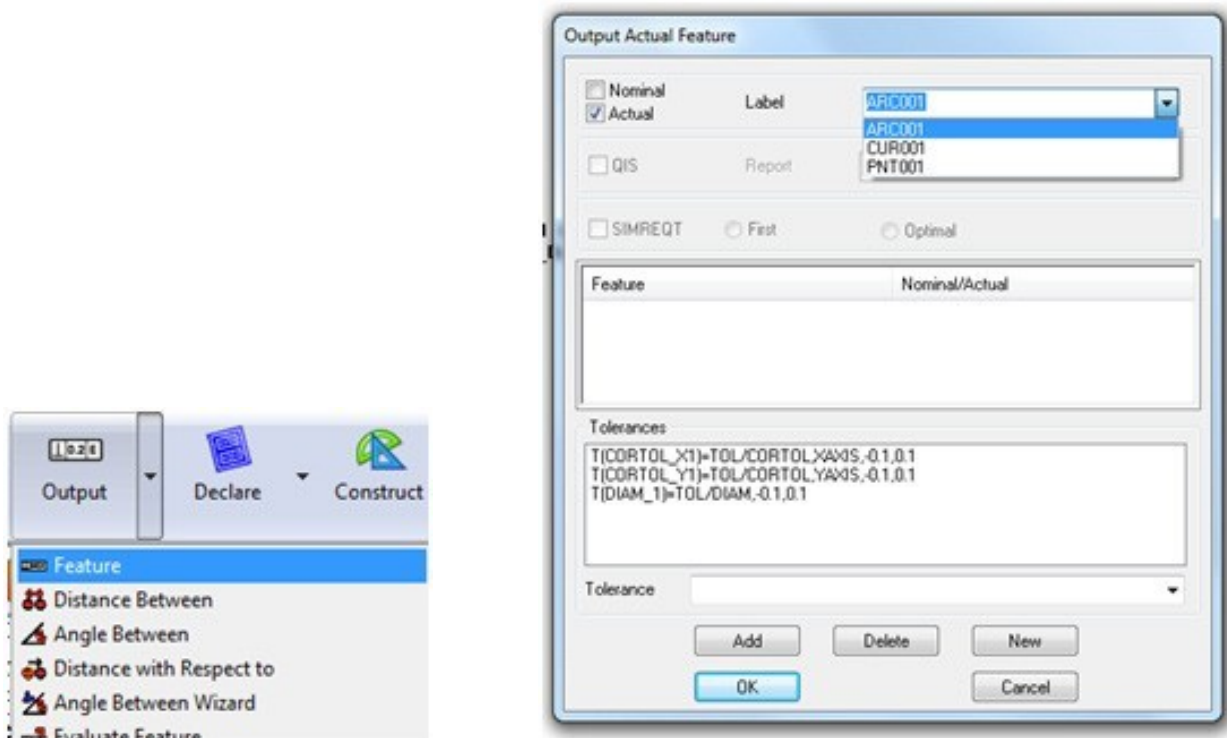 Output Actual Feature
Nominal
Actual
Label
ARC001
ARC001
CUR001
PNT001
QIS
Report
SIMREQT
First
Optimal
Feature
Nominal/Actual
Tolerances
T(CORTOL_X1)=TOL/CORTOL,XAXIS,-0.1,0.1
T(CORTOL_Y1)=TOL/CORTOL,YAXIS,-0.1,0.1
T(DIAM_1)=TOL/DIAM,-0.1,0.1
Tolerance
Add
Delete
New
OK
Cancel
Output
Declare
Construct
Feature
Distance Between
Angle Between
Distance with Respect to
Angle Between Wizard
Evaluate Feature